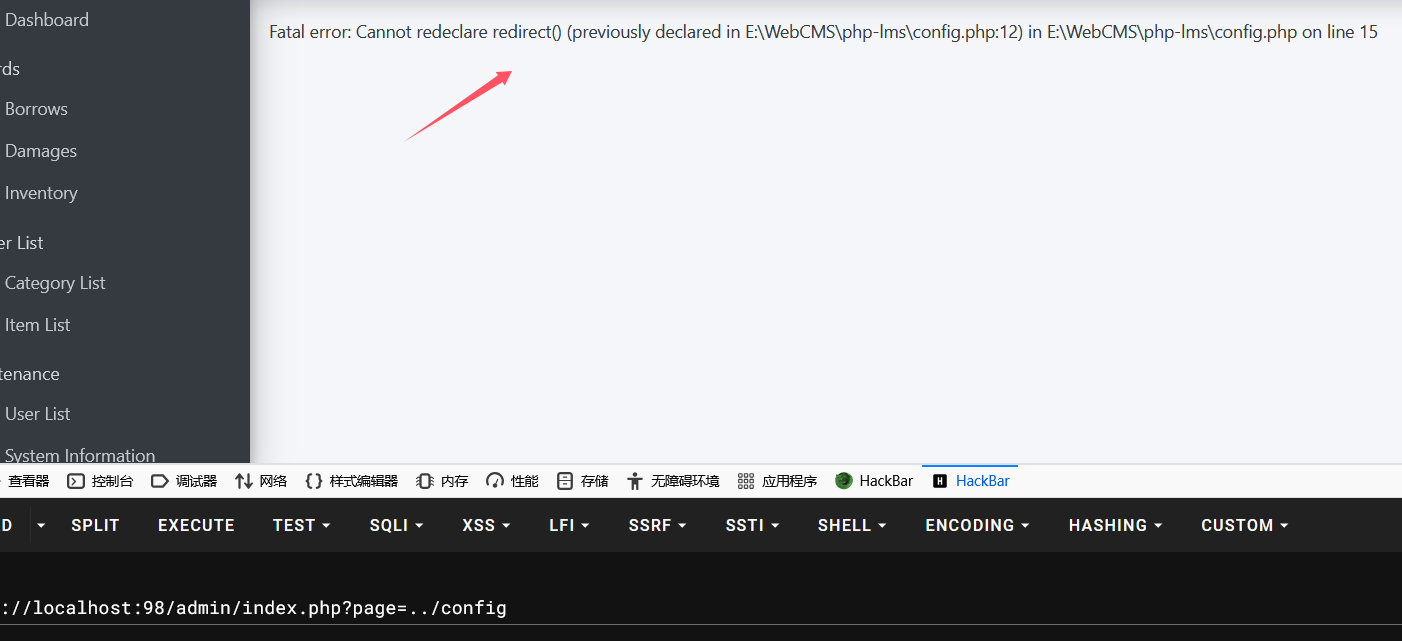 Dashboard
Fatal error: Cannot redeclare redirect() (previously declared in E:\WebCMS\php-lms\config.php:12) in E:\WebCMS\php-lms\config.php on line 15
rds
Borrows
Damages
Inventory
er List
Category List
Item List
tenance
User List
System Information
查看器 控制台 调试器 网络 样式编辑器 内存 性能 存储 无障碍环境 应用程序 HackBar H HackBar
D SPLIT EXECUTE TEST SQLI XSS LFI SSRF SSTI SHELL ENCODING HASHING CUSTOM
://localhost:98/admin/index.php?page=../config